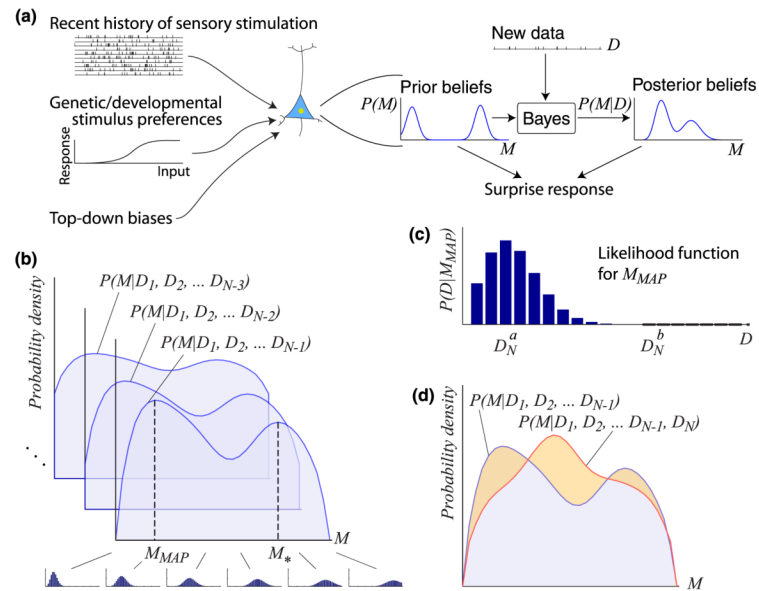 (a)
Recent history of sensory stimulation
Genetic/developmental
stimulus preferences
Response
Input
Top-down biases
New data
D
Prior beliefs
P(M)
M
Bayes
P(M|D)
Posterior beliefs
M
Surprise response
(b)
Probability density
P(M|D1, D2, ... DN-3)
P(M|D1, D2, ... DN-2)
P(M|D1, D2, ... DN-1)
M
MMAP
M*
(c)
P(D|MMAP)
Likelihood function
for MMAP
DNa
DNb
D
(d)
Probability density
P(M|D1, D2, ... DN-1)
P(M|D1, D2, ... DN-1, DN)
M